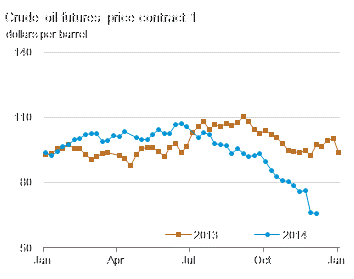 Crude oil futures price contract 1
dollars per barrel
140
110
80
50
Jan Apr Jul Oct Jan
2013 2014